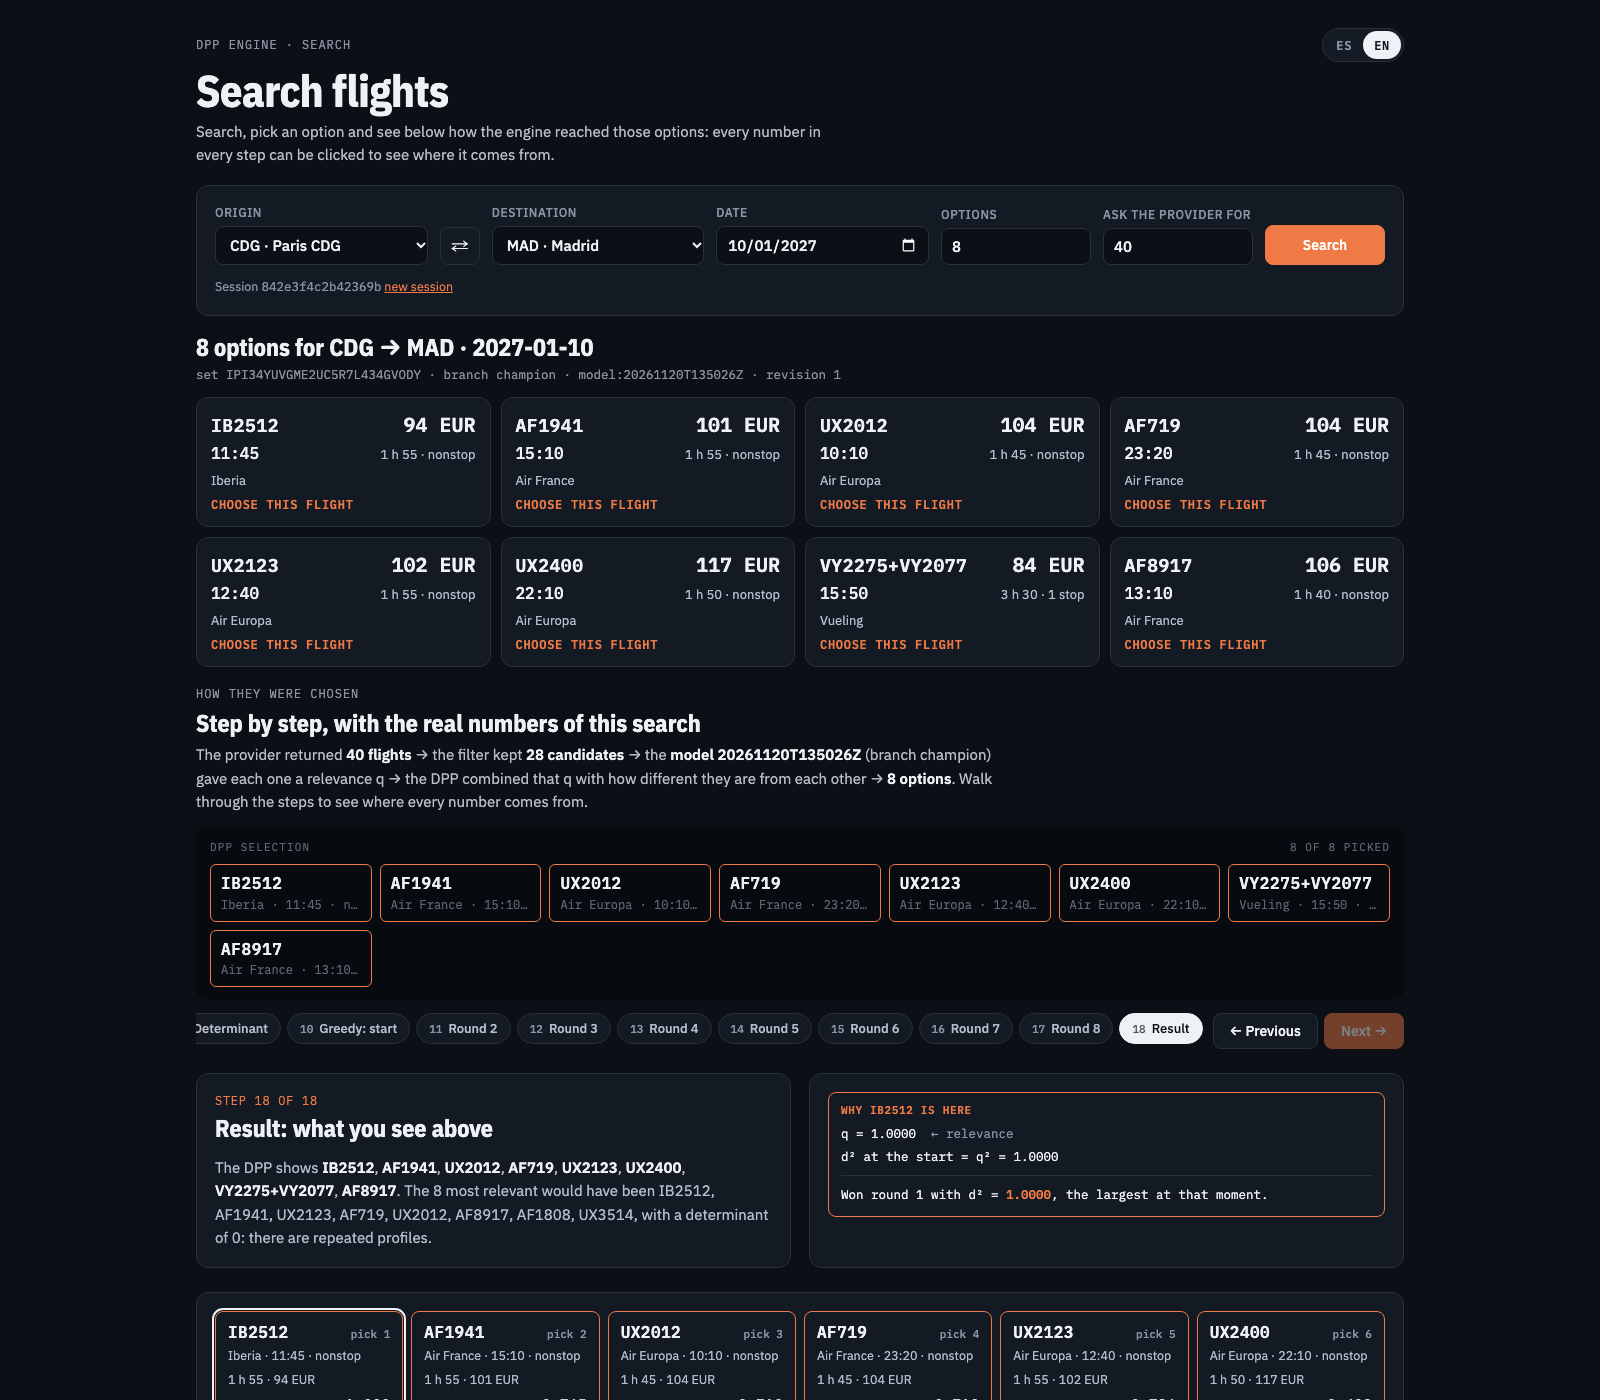 DPP ENGINE · SEARCH
ES EN
Search flights
Search, pick an option and see below how the engine reached those options: every number in
every step can be clicked to see where it comes from.
ORIGIN DESTINATION DATE OPTIONS ASK THE PROVIDER FOR
CDG · Paris CDG ⇄ MAD · Madrid 10/01/2027 8 40 Search
Session 842e3f4c2b42369b new session
8 options for CDG → MAD · 2027-01-10
set IPI34YUVGME2UC5R7L434GVODY · branch champion · model:20261120T135026Z · revision 1
IB2512 94 EUR AF1941 101 EUR UX2012 104 EUR AF719 104 EUR
11:45 1 h 55 · nonstop 15:10 1 h 55 · nonstop 10:10 1 h 45 · nonstop 23:20 1 h 45 · nonstop
Iberia Air France Air Europa Air France
CHOOSE THIS FLIGHT CHOOSE THIS FLIGHT CHOOSE THIS FLIGHT CHOOSE THIS FLIGHT
UX2123 102 EUR UX2400 117 EUR VY2275+VY2077 84 EUR AF8917 106 EUR
12:40 1 h 55 · nonstop 22:10 1 h 50 · nonstop 15:50 3 h 30 · 1 stop 13:10 1 h 40 · nonstop
Air Europa Air Europa Vueling Air France
CHOOSE THIS FLIGHT CHOOSE THIS FLIGHT CHOOSE THIS FLIGHT CHOOSE THIS FLIGHT
HOW THEY WERE CHOSEN
Step by step, with the real numbers of this search
The provider returned 40 flights → the filter kept 28 candidates → the model 20261120T135026Z (branch champion)
gave each one a relevance q → the DPP combined that q with how different they are from each other → 8 options. Walk
through the steps to see where every number comes from.
DPP SELECTION 8 OF 8 PICKED
IB2512 AF1941 UX2012 AF719 UX2123 UX2400 VY2275+VY2077
Iberia · 11:45 · n… Air France · 15:10… Air Europa · 10:10… Air France · 23:20… Air Europa · 12:40… Air Europa · 22:10… Vueling · 15:50 · …
AF8917
Air France · 13:10…
Determinant 10 Greedy: start 11 Round 2 12 Round 3 13 Round 4 14 Round 5 15 Round 6 16 Round 7 17 Round 8 18 Result ← Previous Next →
STEP 18 OF 18
Result: what you see above
The DPP shows IB2512, AF1941, UX2012, AF719, UX2123, UX2400,
VY2275+VY2077, AF8917. The 8 most relevant would have been IB2512,
AF1941, UX2123, AF719, UX2012, AF8917, AF1808, UX3514, with a determinant
of 0: there are repeated profiles.
WHY IB2512 IS HERE
q = 1.0000 ← relevance
d² at the start = q² = 1.0000
Won round 1 with d² = 1.0000, the largest at that moment.
IB2512 pick 1 AF1941 pick 2 UX2012 pick 3 AF719 pick 4 UX2123 pick 5 UX2400 pick 6
Iberia · 11:45 · nonstop Air France · 15:10 · nonstop Air Europa · 10:10 · nonstop Air France · 23:20 · nonstop Air Europa · 12:40 · nonstop Air Europa · 22:10 · nonstop
1 h 55 · 94 EUR 1 h 55 · 101 EUR 1 h 45 · 104 EUR 1 h 45 · 104 EUR 1 h 55 · 102 EUR 1 h 50 · 117 EUR